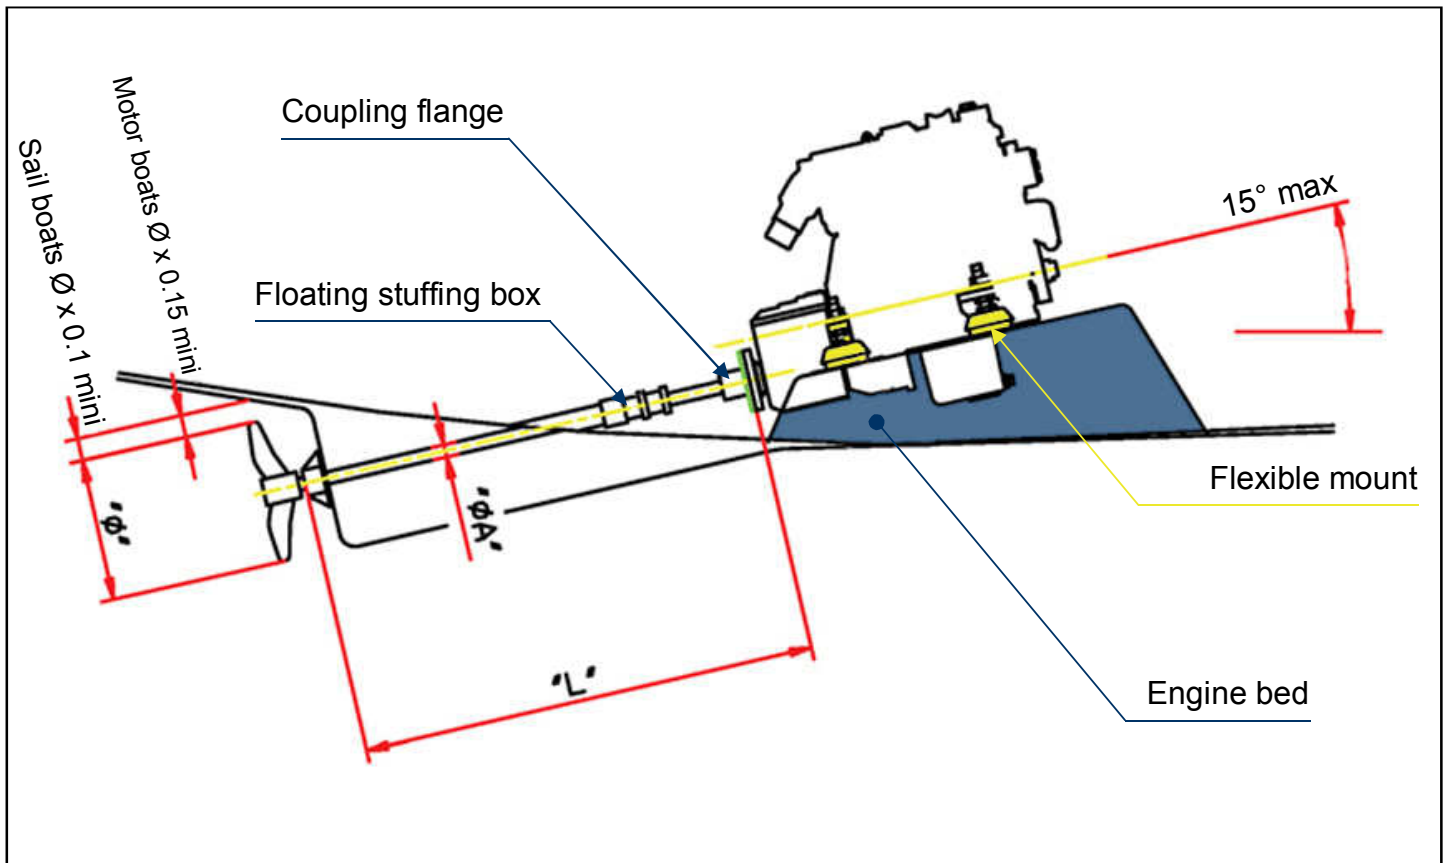 Coupling flange
Motor boats Ø x 0.15 mini
Sail boats Ø x 0.1 mini
15° max
Floating stuffing box
Flexible mount
"ϕ"
"ϕA"
"L"
Engine bed